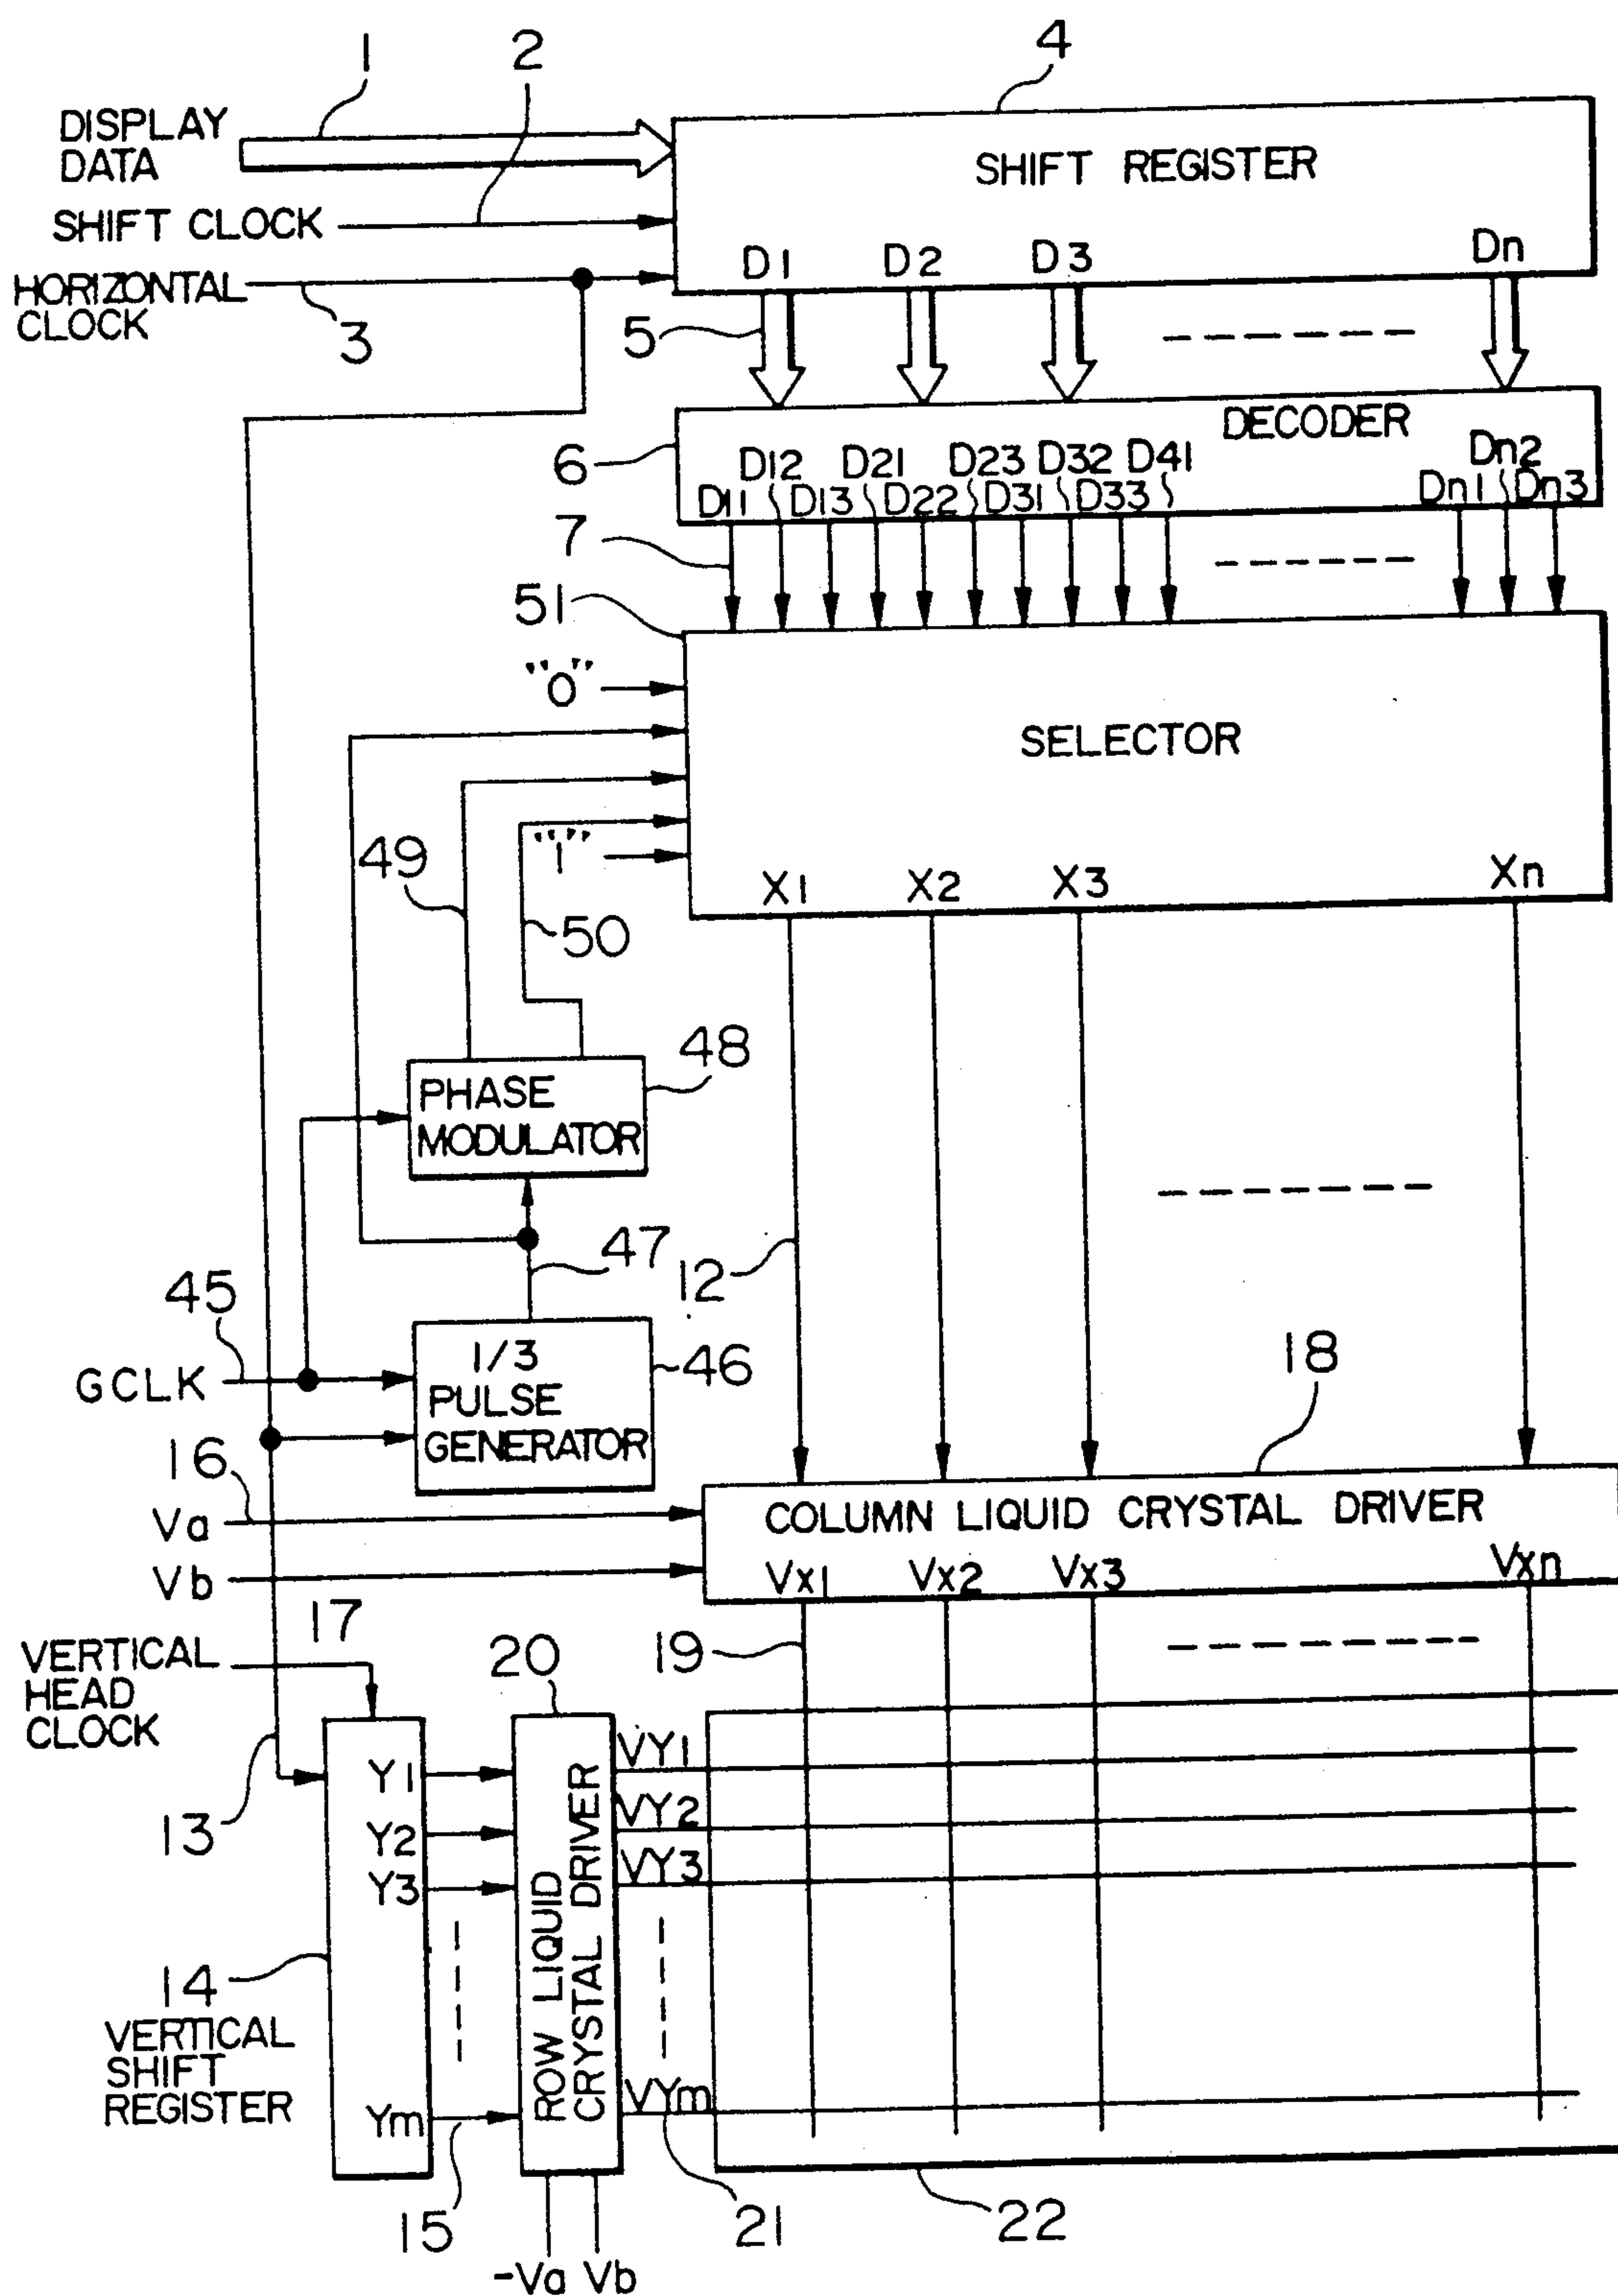 1
2
4
DISPLAY
DATA
SHIFT REGISTER
SHIFT CLOCK
D1 D2 D3 Dn
HORIZONTAL
CLOCK
3
5
DECODER
6
D12 D21 D23 D32 D41 Dn2
D11 D13 D22 D31 D33 Dn1 Dn3
7
51
"0"
SELECTOR
49
"1"
X1 X2 X3 Xn
50
48
PHASE
MODULATOR
47
12
45
GCLK
1/3
PULSE
GENERATOR
46
18
16
Va
COLUMN LIQUID CRYSTAL DRIVER
Vb
Vx1 Vx2 Vx3 Vxn
17
19
20
VERTICAL
HEAD
CLOCK
VY1
Y1
VY2
13
Y2
VY3
Y3
ROW LIQUID
CRYSTAL DRIVER
14
VERTICAL
SHIFT
REGISTER
VYm
Ym
15
21
22
-Va Vb